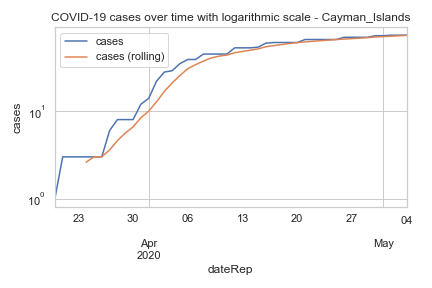 COVID-19 cases over time with logarithmic scale - Cayman_Islands
cases
cases (rolling)
cases
10¹
10⁰
23
30
06
13
20
27
04
Apr
2020
May
dateRep